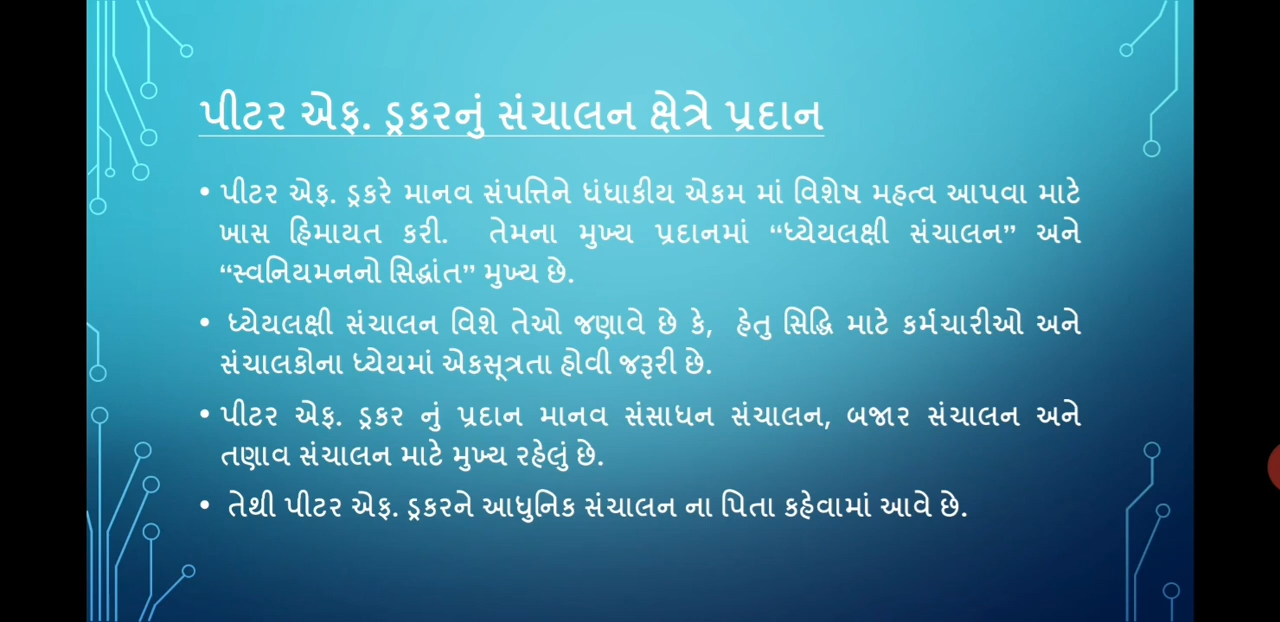 પીટર એફ. ડ્રકરનું સંચાલન ક્ષેત્રે પ્રદાન
• પીટર એફ. ડ્રકરે માનવ સંપત્તિને ધંધાકીય એકમ માં વિશેષ મહત્વ આપવા માટે
ખાસ હિમાયત કરી. તેમના મુખ્ય પ્રદાનમાં “ધ્યેયલક્ષી સંચાલન” અને
“સ્વનિયમનનો સિદ્ધાંત” મુખ્ય છે.
• ધ્યેયલક્ષી સંચાલન વિશે તેઓ જણાવે છે કે, હેતુ સિદ્ધિ માટે કર્મચારીઓ અને
સંચાલકોના ધ્યેયમાં એકસૂત્રતા હોવી જરૂરી છે.
• પીટર એફ. ડ્રકર નું પ્રદાન માનવ સંસાધન સંચાલન, બજાર સંચાલન અને
તણાવ સંચાલન માટે મુખ્ય રહેલું છે.
• તેથી પીટર એફ. ડ્રકરને આધુનિક સંચાલન ના પિતા કહેવામાં આવે છે.